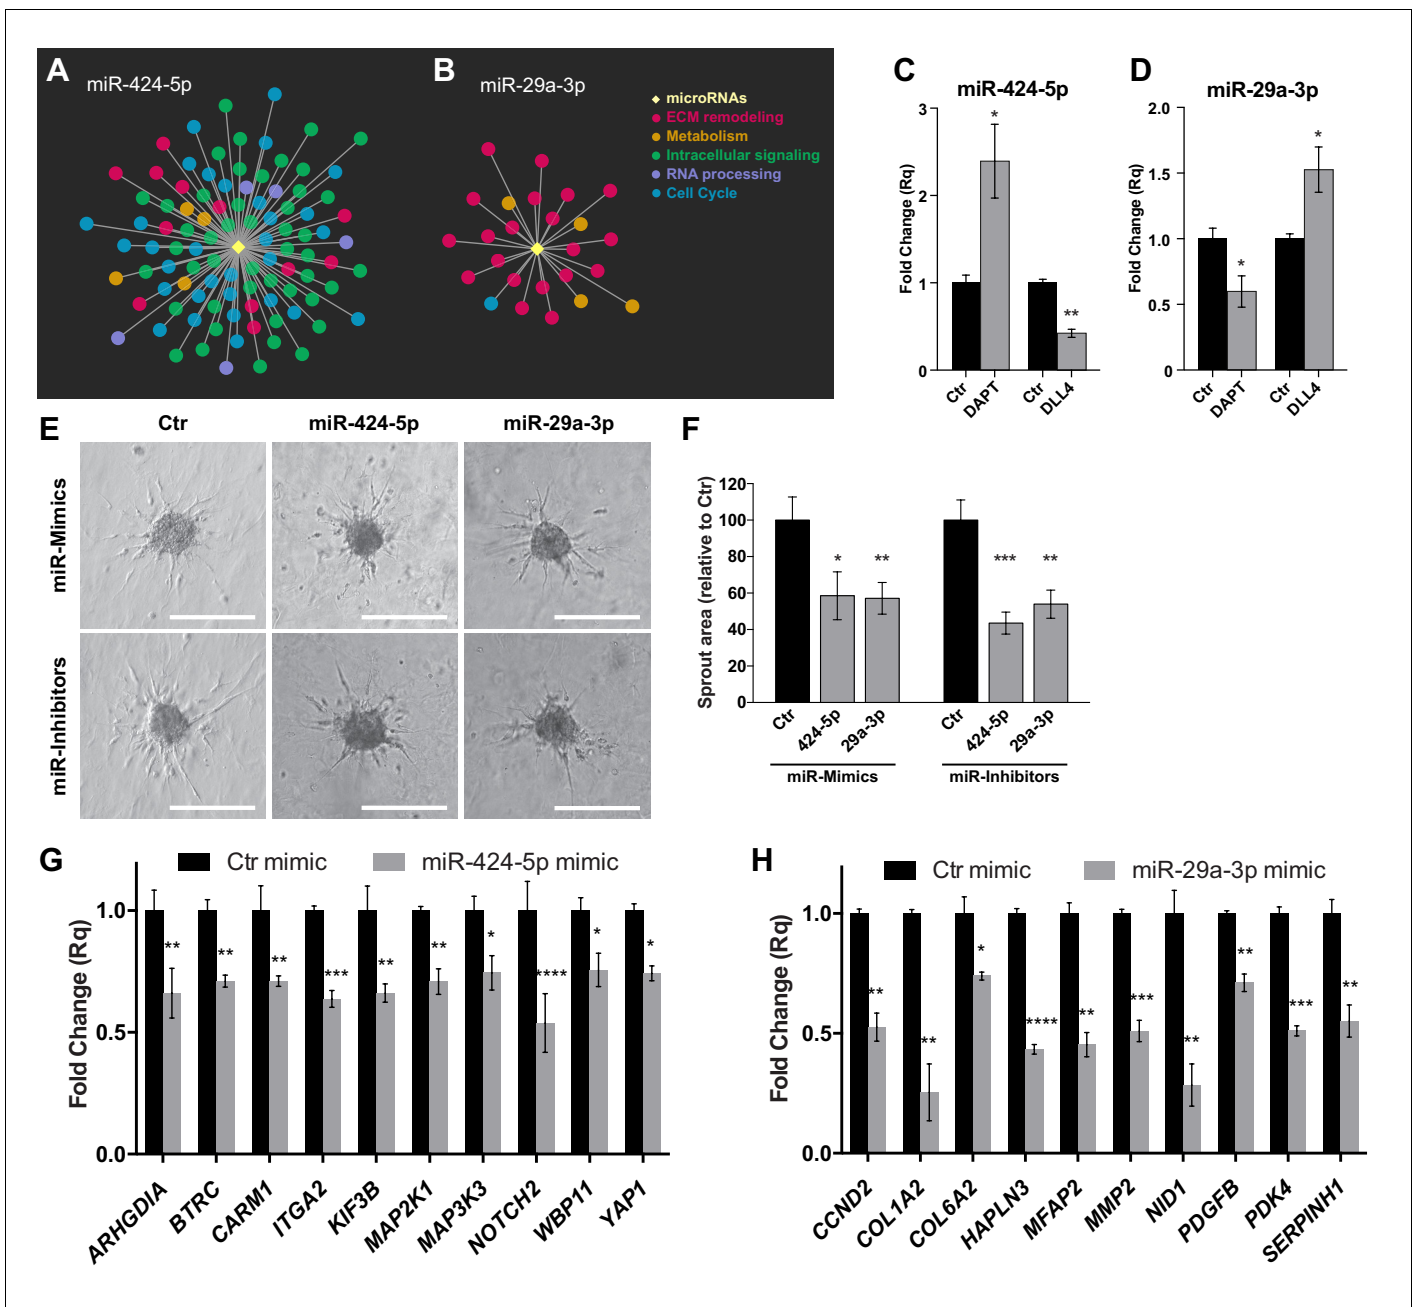 A
miR-424-5p
B
miR-29a-3p
microRNAs
ECM remodeling
Metabolism
Intracellular signaling
RNA processing
Cell Cycle
C
miR-424-5p
Fold Change (Rq)
3
2
1
0
*
**
Ctr
DAPT
Ctr
DLL4
D
miR-29a-3p
Fold Change (Rq)
2.0
1.5
1.0
0.5
0
*
*
Ctr
DAPT
Ctr
DLL4
E
Ctr
miR-424-5p
miR-29a-3p
miR-Mimics
miR-Inhibitors
F
Sprout area (relative to Ctr)
120
100
80
60
40
20
0
* ** *** **
Ctr
424-5p
29a-3p
Ctr
424-5p
29a-3p
miR-Mimics
miR-Inhibitors
G
Ctr mimic
miR-424-5p mimic
Fold Change (Rq)
1.0
0.5
0.0
** ** ** *** ** ** * **** * *
ARHGDIA
BTRC
CARM1
ITGA2
KIF3B
MAP2K1
MAP3K3
NOTCH2
WBP11
YAP1
H
Ctr mimic
miR-29a-3p mimic
Fold Change (Rq)
1.0
0.5
0.0
** ** * **** ** *** ** ** *** **
CCND2
COL1A2
COL6A2
HAPLN3
MFAP2
MMP2
NID1
PDGFB
PDK4
SERPINH1